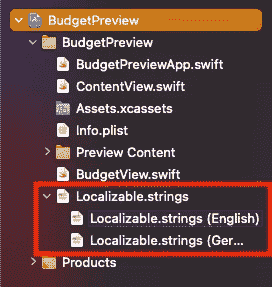 BudgetPreview
BudgetPreview
BudgetPreviewApp.swift
ContentView.swift
Assets.xcassets
Info.plist
Preview Content
BudgetView.swift
Localizable.strings
Localizable.strings (English)
Localizable.strings (Ger...
Products